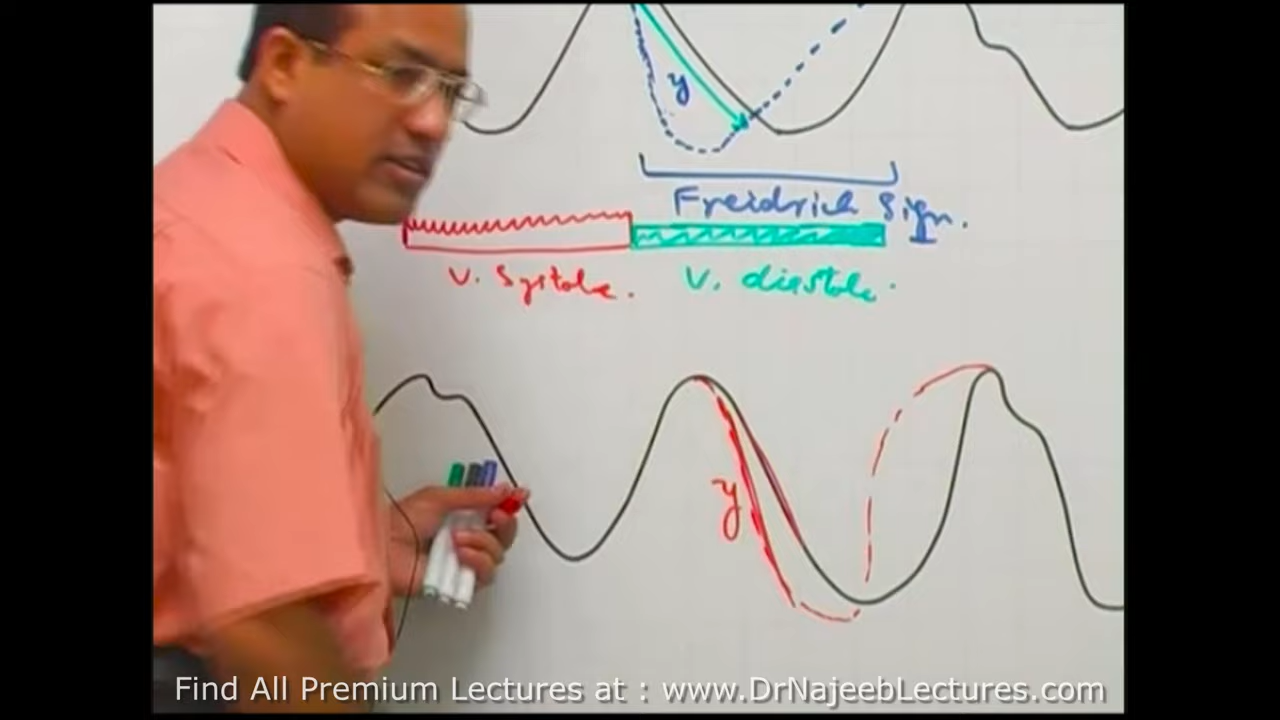 y
Freidrich Sign.
V. Systole.
V. diastole.
y
Find All Premium Lectures at : www.DrNajeebLectures.com